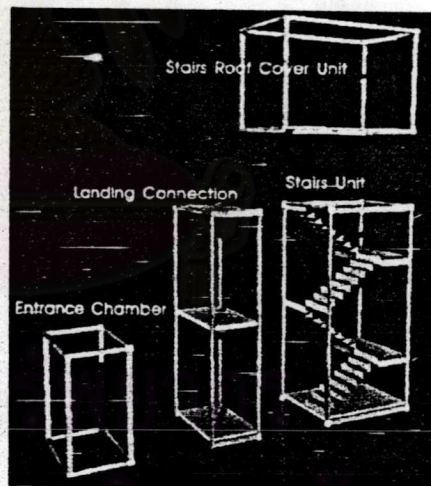 Stairs Roof Cover Unit
Landing Connection
Stairs Unit
Entrance Chamber